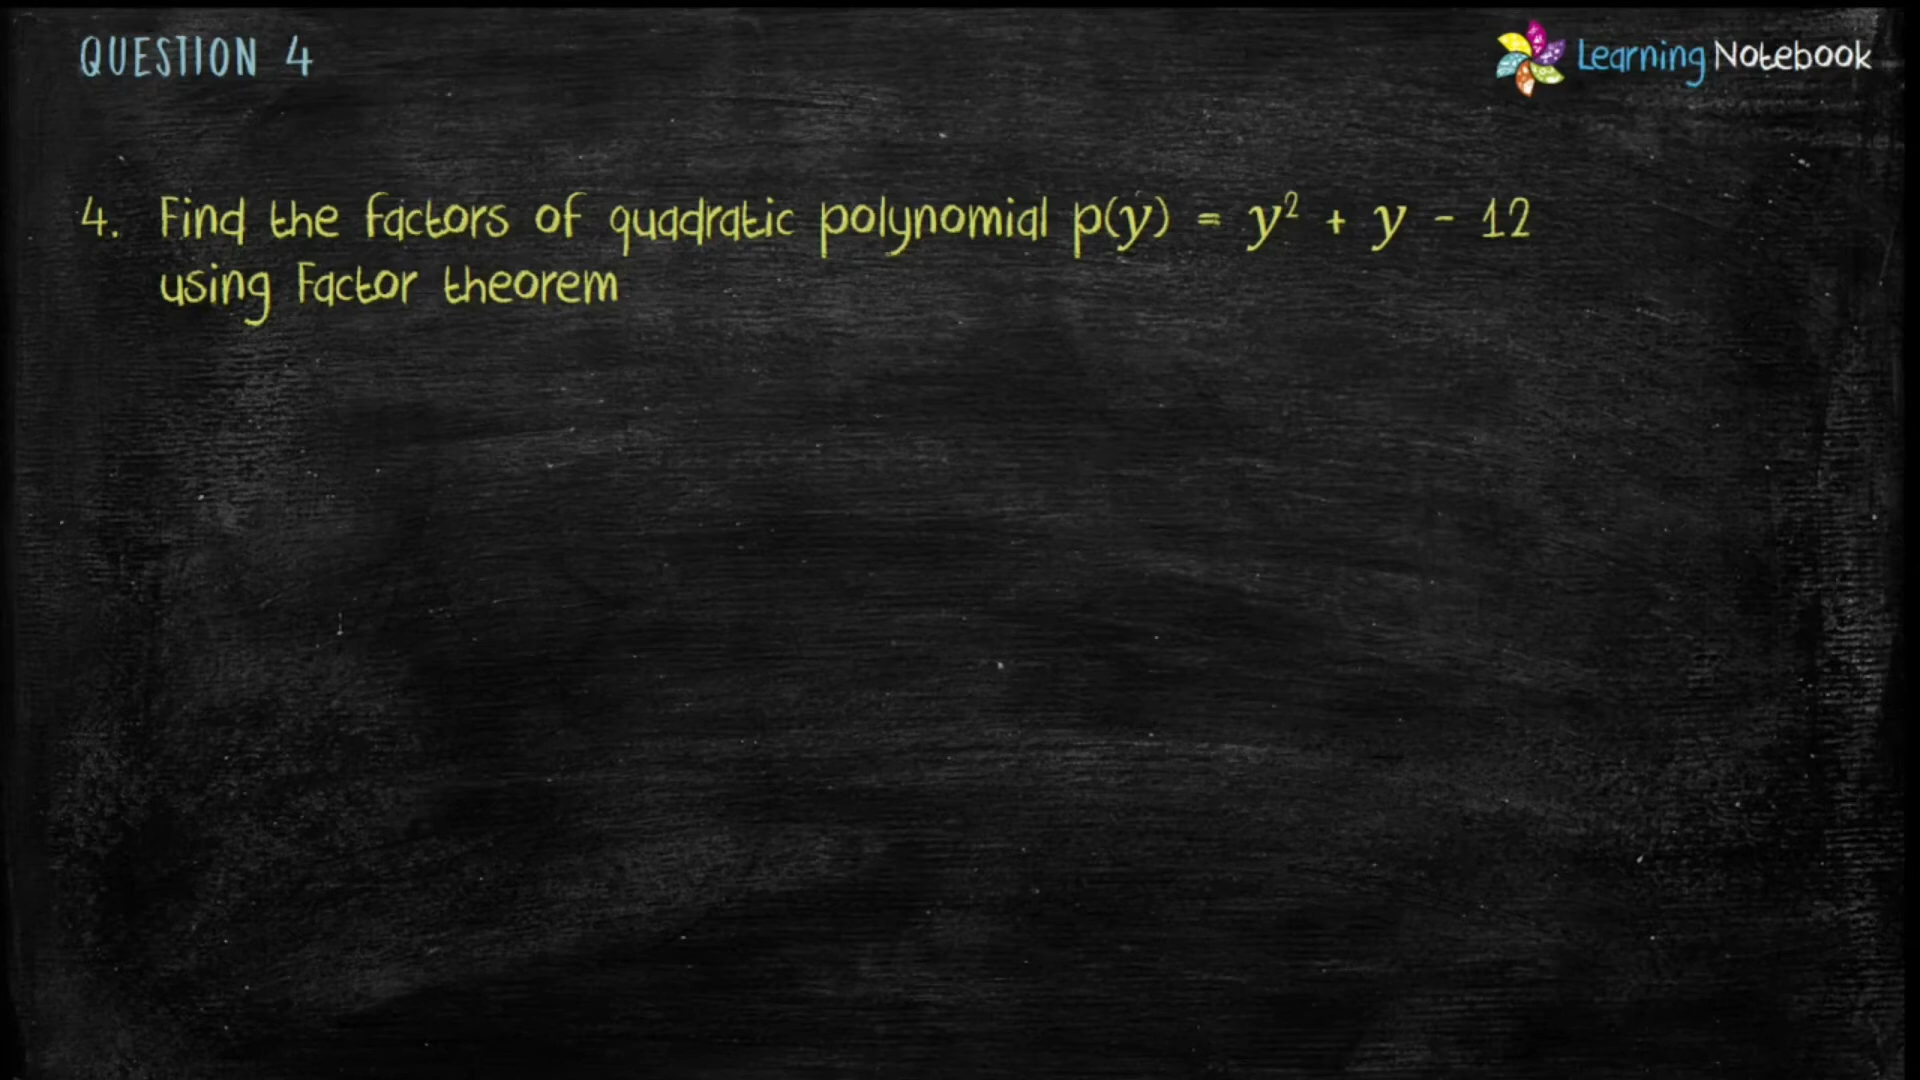 QUESTION 4
Learning Notebook
4. Find the factors of quadratic polynomial p(y) = y² + y - 12
using Factor theorem